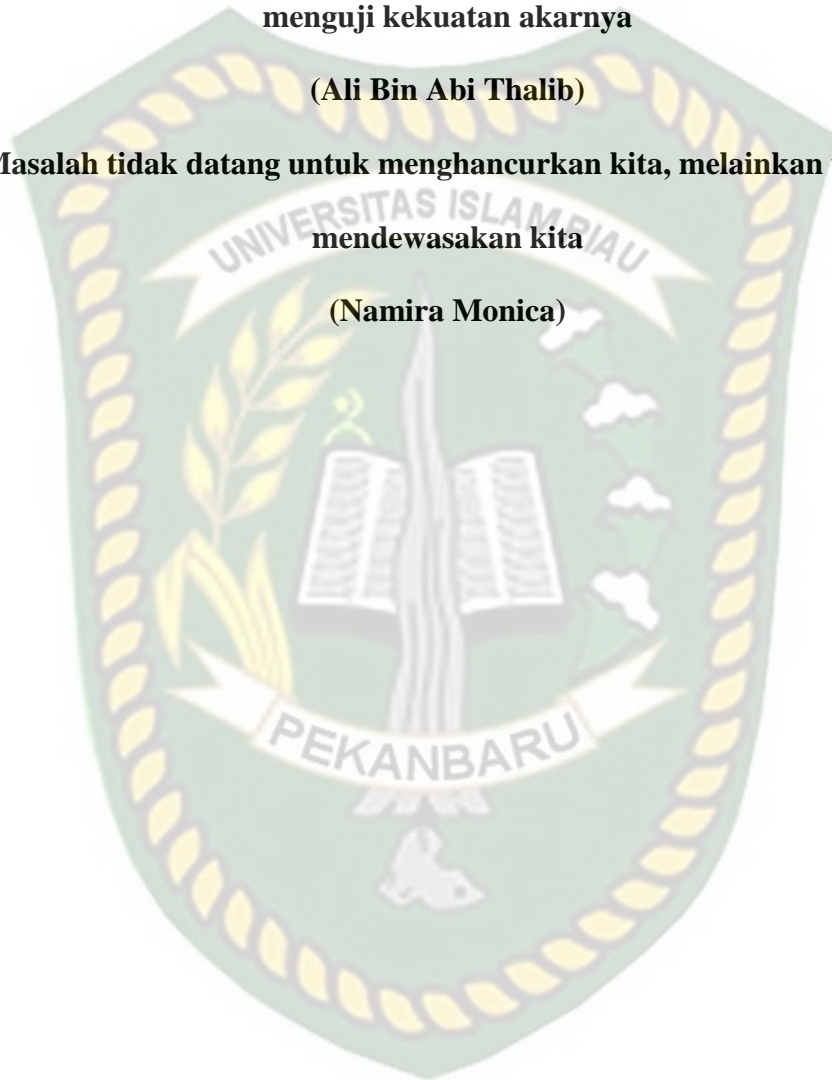 menguji kekuatan akarnya
(Ali Bin Abi Thalib)
Masalah tidak datang untuk menghancurkan kita, melainkan
UNIVERSITAS ISLAM RIAU
mendewasakan kita
(Namira Monica)
PEKANBARU